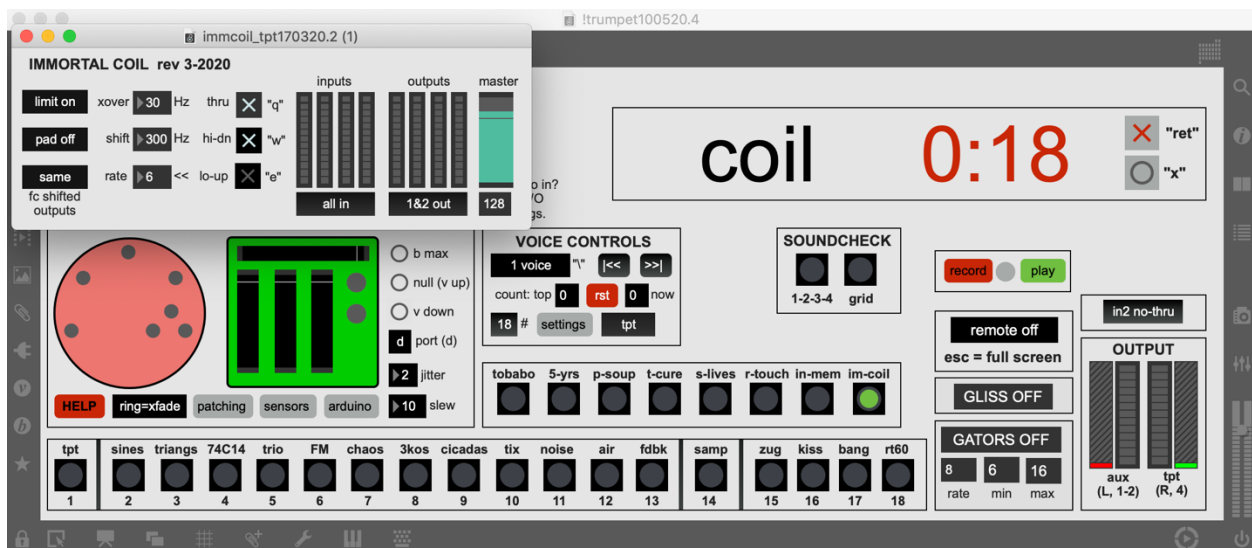 !trumpet100520.4
immcoil_tpt170320.2 (1)
IMMORTAL COIL rev 3-2020
inputs
outputs
master
limit on
xover
30
Hz
thru
"q"
pad off
shift
300
Hz
hi-dn
"w"
same
rate
6
<<
lo-up
"e"
fc shifted
outputs
all in
1&2 out
128
o in?
/O
gs.
coil
0:18
"ret"
"x"
b max
null (v up)
v down
d
port (d)
2
jitter
10
slew
HELP
ring=xfade
patching
sensors
arduino
VOICE CONTROLS
1 voice
"\"
|<<
>>|
count: top
0
rst
0
now
18
#
settings
tpt
SOUNDCHECK
1-2-3-4
grid
record
play
remote off
esc = full screen
in2 no-thru
OUTPUT
aux
(L, 1-2)
tpt
(R, 4)
GLISS OFF
GATORS OFF
8
6
16
rate
min
max
tobabo
5-yrs
p-soup
t-cure
s-lives
r-touch
in-mem
im-coil
tpt
sines
triangs
74C14
trio
FM
chaos
3kos
cicadas
tix
noise
air
fdbk
samp
zug
kiss
bang
rt60
1
2
3
4
5
6
7
8
9
10
11
12
13
14
15
16
17
18